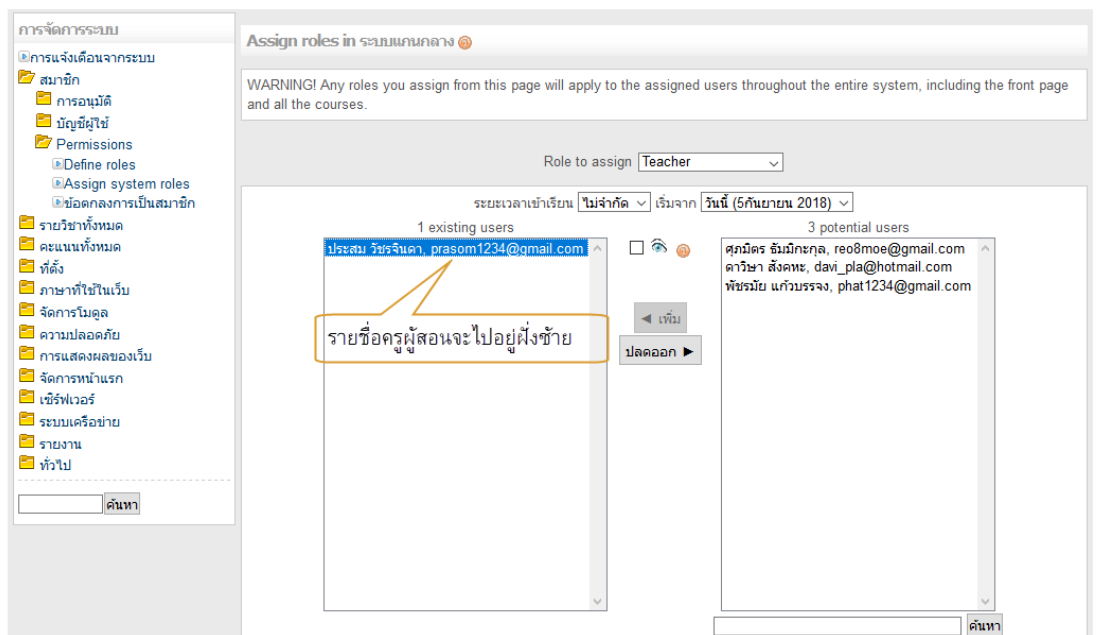 การจัดการระบบ
การแจ้งเตือนจากระบบ
สมาชิก
การอนุมัติ
บัญชีผู้ใช้
Permissions
Define roles
Assign system roles
ข้อตกลงการเป็นสมาชิก
รายวิชาทั้งหมด
คะแนนทั้งหมด
ที่ตั้ง
ภาษาที่ใช้ในเว็บ
จัดการโมดูล
ความปลอดภัย
การแสดงผลของเว็บ
จัดการหน้าแรก
เซิร์ฟเวอร์
ระบบเครือข่าย
รายงาน
ทั่วไป
ค้นหา
Assign roles in ระบบแกนกลาง
WARNING! Any roles you assign from this page will apply to the assigned users throughout the entire system, including the front page
and all the courses.
Role to assign Teacher
ระยะเวลาเข้าเรียน ไม่จำกัด เริ่มจาก วันนี้ (5กันยายน 2018)
1 existing users
ประสม วัชรจินดา, prasom1234@gmail.com
รายชื่อครูผู้สอนจะไปอยู่ฝั่งซ้าย
◄ เพิ่ม
ปลดออก ►
3 potential users
ศุภมิตร ธัมมิกะกุล, reo8moe@gmail.com
ดาวิษา สังคหะ, davi_pla@hotmail.com
พัชรมัย แก้วบรรจง, phat1234@gmail.com
ค้นหา